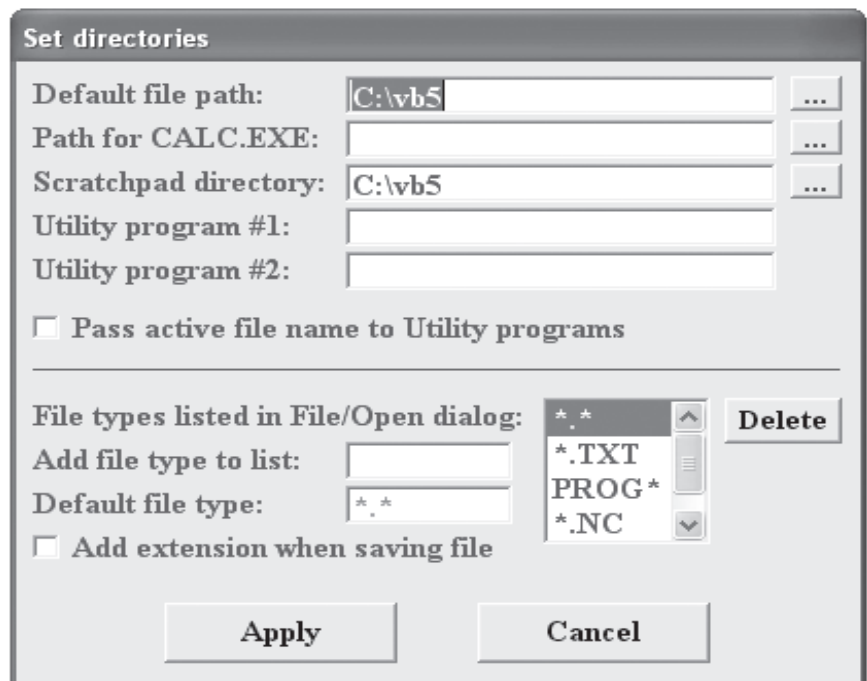 Set directories
Default file path: C:\vb5 ...
Path for CALC.EXE: ...
Scratchpad directory: C:\vb5 ...
Utility program #1:
Utility program #2:
Pass active file name to Utility programs
File types listed in File/Open dialog: *.* Delete
Add file type to list: *.TXT
Default file type: *.* PROG*
Add extension when saving file *.NC
Apply Cancel